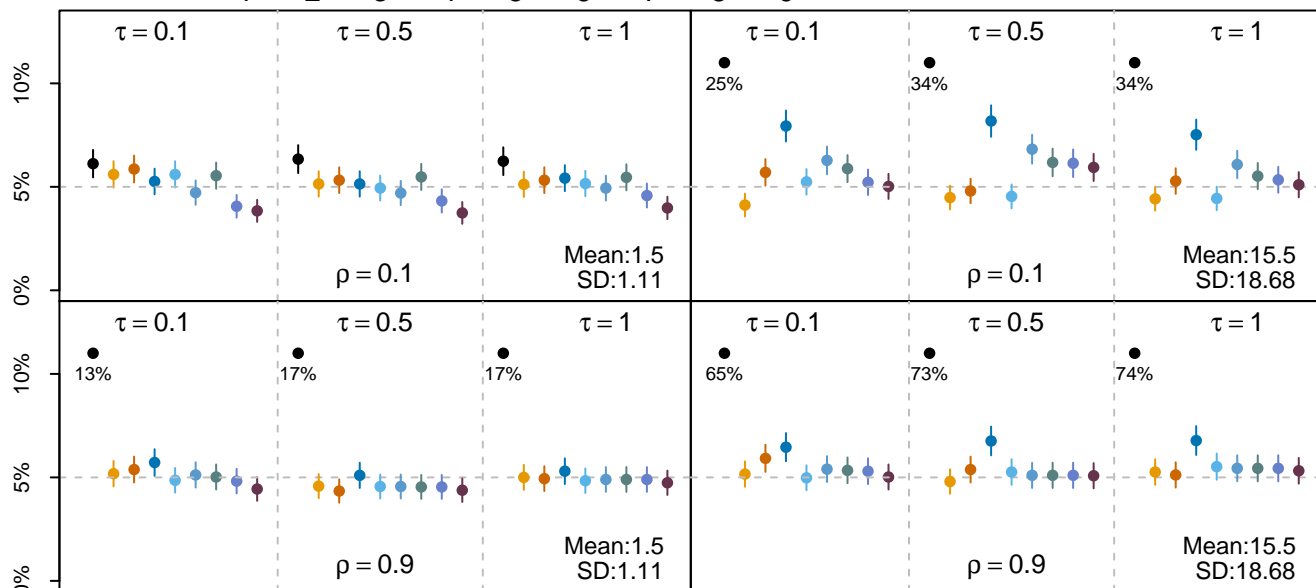 τ = 0.1 τ = 0.5 τ = 1 τ = 0.1 τ = 0.5 τ = 1
10%
25% 34% 34%
5%
Mean:1.5 Mean:15.5
ρ = 0.1 SD:1.11 ρ = 0.1 SD:18.68
0%
τ = 0.1 τ = 0.5 τ = 1 τ = 0.1 τ = 0.5 τ = 1
10%
13% 17% 17% 65% 73% 74%
5%
Mean:1.5 Mean:15.5
ρ = 0.9 SD:1.11 ρ = 0.9 SD:18.68